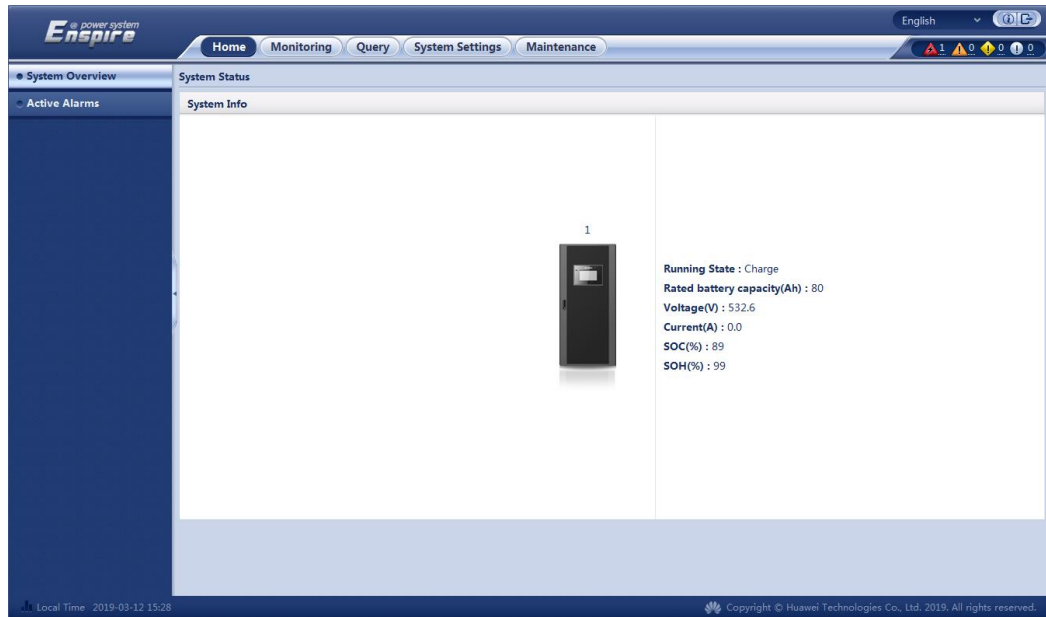 Enspire e power system
English
Home Monitoring Query System Settings Maintenance
1 0 0 0
System Overview
System Status
Active Alarms
System Info
1
Running State : Charge
Rated battery capacity(Ah) : 80
Voltage(V) : 532.6
Current(A) : 0.0
SOC(%) : 89
SOH(%) : 99
Local Time 2019-03-12 15:28
Copyright © Huawei Technologies Co., Ltd. 2019. All rights reserved.